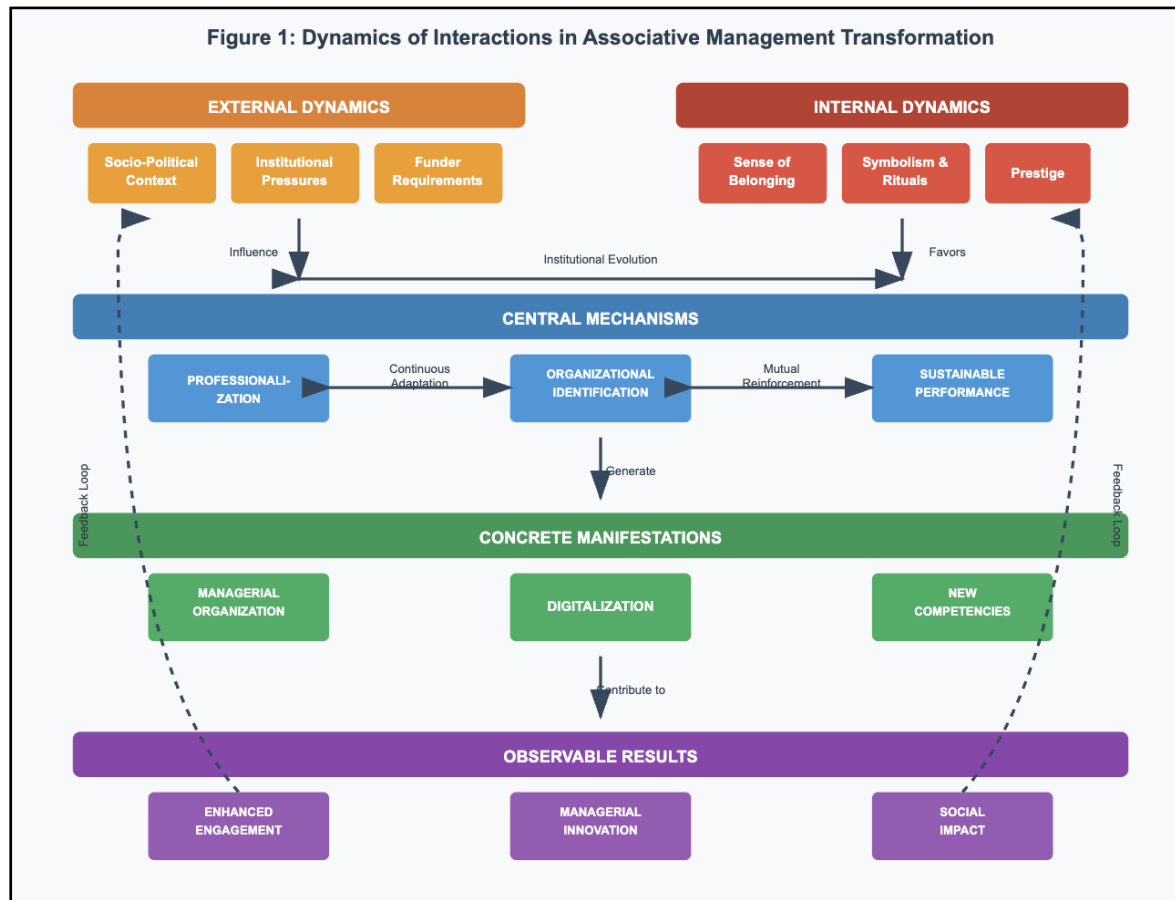 Figure 1: Dynamics of Interactions in Associative Management Transformation
EXTERNAL DYNAMICS
INTERNAL DYNAMICS
Socio-Political
Context
Institutional
Pressures
Funder
Requirements
Sense of
Belonging
Symbolism &
Rituals
Prestige
Influence
Institutional Evolution
Favors
CENTRAL MECHANISMS
PROFESSIONALI-
ZATION
Continuous
Adaptation
ORGANIZATIONAL
IDENTIFICATION
Mutual
Reinforcement
SUSTAINABLE
PERFORMANCE
Generate
Feedback Loop
Feedback Loop
CONCRETE MANIFESTATIONS
MANAGERIAL
ORGANIZATION
DIGITALIZATION
NEW
COMPETENCIES
Contribute to
OBSERVABLE RESULTS
ENHANCED
ENGAGEMENT
MANAGERIAL
INNOVATION
SOCIAL
IMPACT